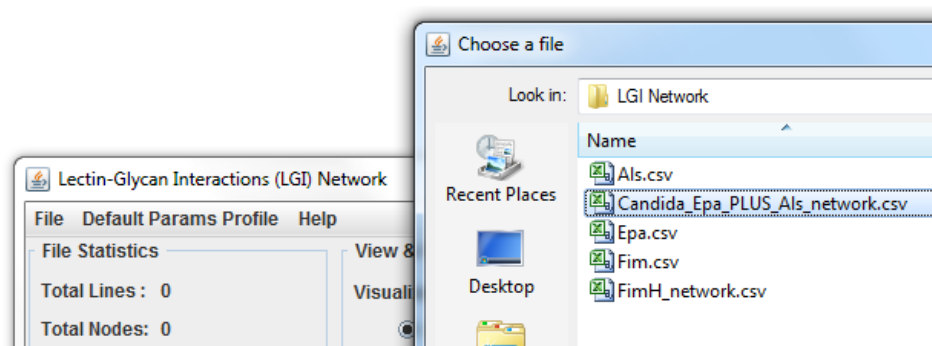 Choose a file
Look in: LGI Network
Name
Recent Places
Desktop
Als.csv
Candida_Epa_PLUS_Als_network.csv
Epa.csv
Fim.csv
FimH_network.csv
Lectin-Glycan Interactions (LGI) Network
File Default Params Profile Help
File Statistics
Total Lines: 0
Total Nodes: 0
View &
Visuali